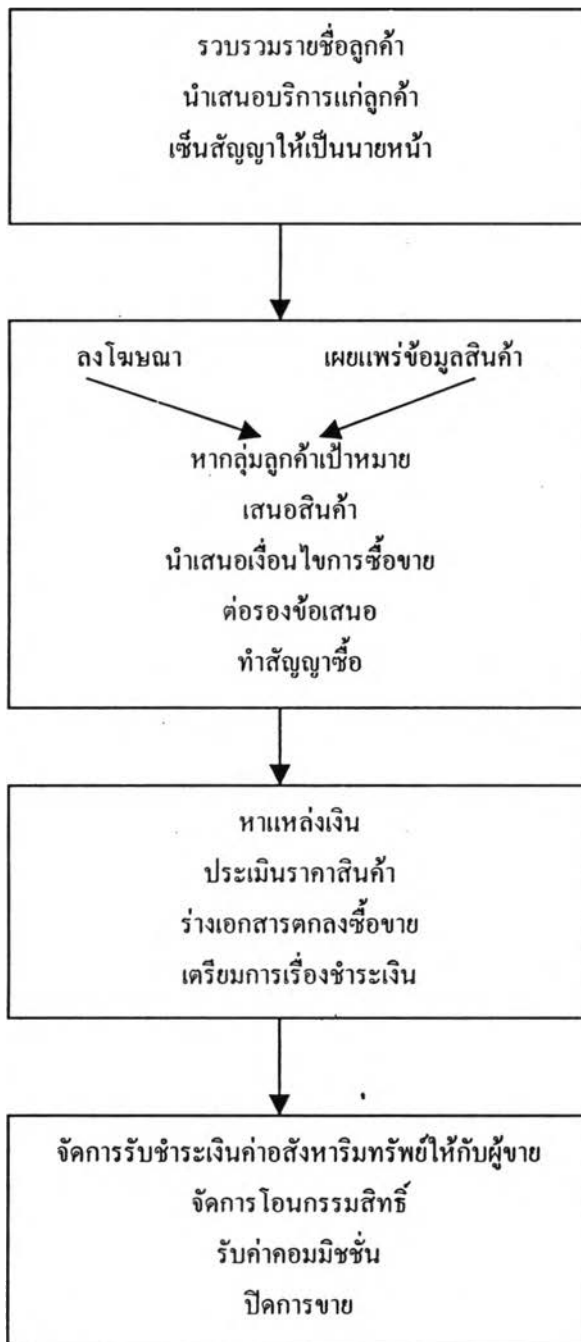 รวบรวมรายชื่อลูกค้า
นำเสนอบริการแก่ลูกค้า
เซ็นสัญญาให้เป็นนายหน้า
ลงโฆษณา
เผยแพร่ข้อมูลสินค้า
หากลุ่มลูกค้าเป้าหมาย
เสนอสินค้า
นำเสนอเงื่อนไขการซื้อขาย
ต่อรองข้อเสนอ
ทำสัญญาซื้อ
หาแหล่งเงิน
ประเมินราคาสินค้า
ร่างเอกสารตกลงซื้อขาย
เตรียมการเรื่องชำระเงิน
จัดการรับชำระเงินค่าอสังหาริมทรัพย์ให้กับผู้ขาย
จัดการโอนกรรมสิทธิ์
รับค่าคอมมิชชั่น
ปิดการขาย